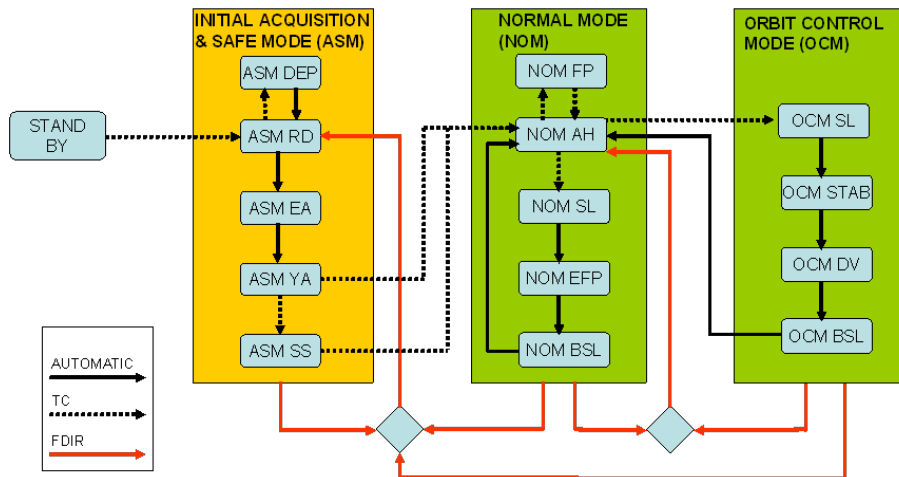 INITIAL ACQUISITION
& SAFE MODE (ASM)
ASM DEP
ASM RD
ASM EA
ASM YA
ASM SS
STAND
BY
NORMAL MODE
(NOM)
NOM FP
NOM AH
NOM SL
NOM EFP
NOM BSL
ORBIT CONTROL
MODE (OCM)
OCM SL
OCM STAB
OCM DV
OCM BSL
AUTOMATIC
TC
FDIR